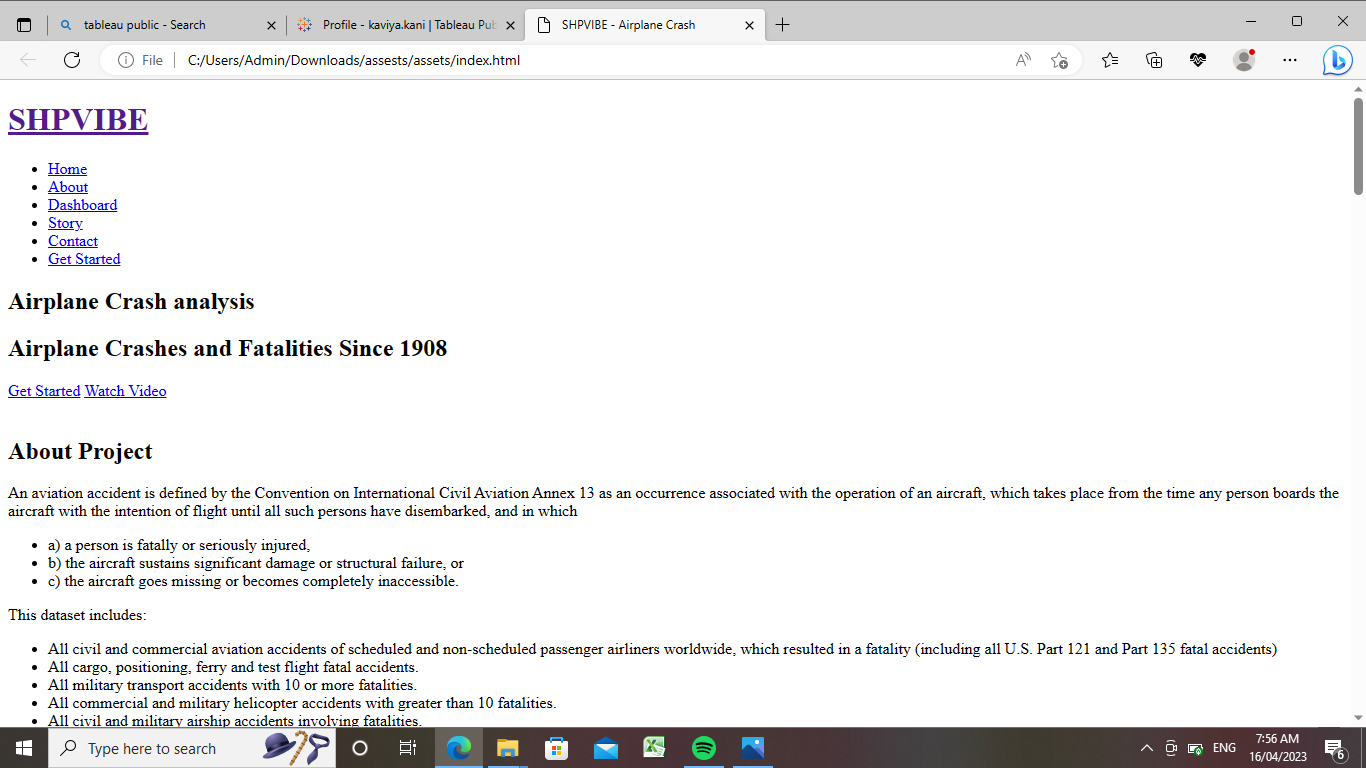 tableau public - Search
Profile - kaviya.kani | Tableau Pub
SHPVIBE - Airplane Crash
File
C:/Users/Admin/Downloads/assests/assets/index.html
SHPVIBE
Home
About
Dashboard
Story
Contact
Get Started
Airplane Crash analysis
Airplane Crashes and Fatalities Since 1908
Get Started Watch Video
About Project
An aviation accident is defined by the Convention on International Civil Aviation Annex 13 as an occurrence associated with the operation of an aircraft, which takes place from the time any person boards the
aircraft with the intention of flight until all such persons have disembarked, and in which
a) a person is fatally or seriously injured,
b) the aircraft sustains significant damage or structural failure, or
c) the aircraft goes missing or becomes completely inaccessible.
This dataset includes:
All civil and commercial aviation accidents of scheduled and non-scheduled passenger airliners worldwide, which resulted in a fatality (including all U.S. Part 121 and Part 135 fatal accidents)
All cargo, positioning, ferry and test flight fatal accidents.
All military transport accidents with 10 or more fatalities.
All commercial and military helicopter accidents with greater than 10 fatalities.
All civil and military airship accidents involving fatalities.
Type here to search
ENG
7:56 AM
16/04/2023
6